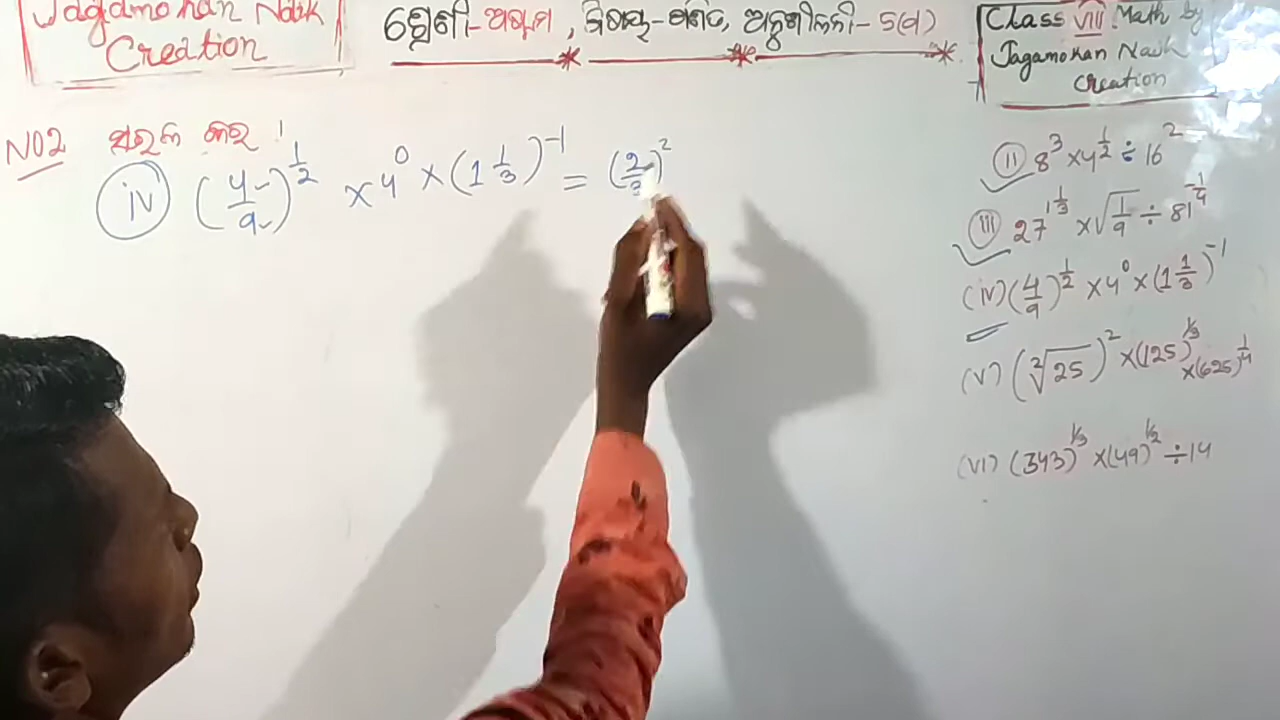 Jagamohan Naik
Creation
ଶ୍ରେଣୀ-ଅଷ୍ଟମ, ବିଷୟ-ଗଣିତ, ଅନୁଶୀଳନୀ-5(a)
Class VIII Math by
Jagamohan Naik
Creation
NO2 ସରଳ କର !
(iv) (4/9)^1/2 × 4^0 × (1 1/3)^-1 = (2/3)^2
(ii) 8^3 × 4^1/2 ÷ 16^2
(iii) 27^1 1/3 × √1/9 ÷ 81^-1/4
(iv) (4/9)^1/2 × 4^0 × (1 1/3)^-1
(v) (²√25)^2 × (125)^1/3 × (625)^1/4
(vi) (343)^1/3 × (49)^1/2 ÷ 14